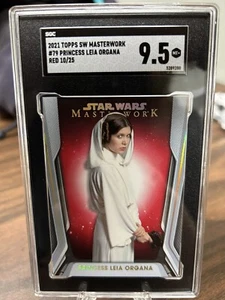 SGC
2021 TOPPS SW MASTERWORK
#79 PRINCESS LEIA ORGANA
RED 10/25
9.5
STAR WARS
MASTERWORK
PRINCESS LEIA ORGANA